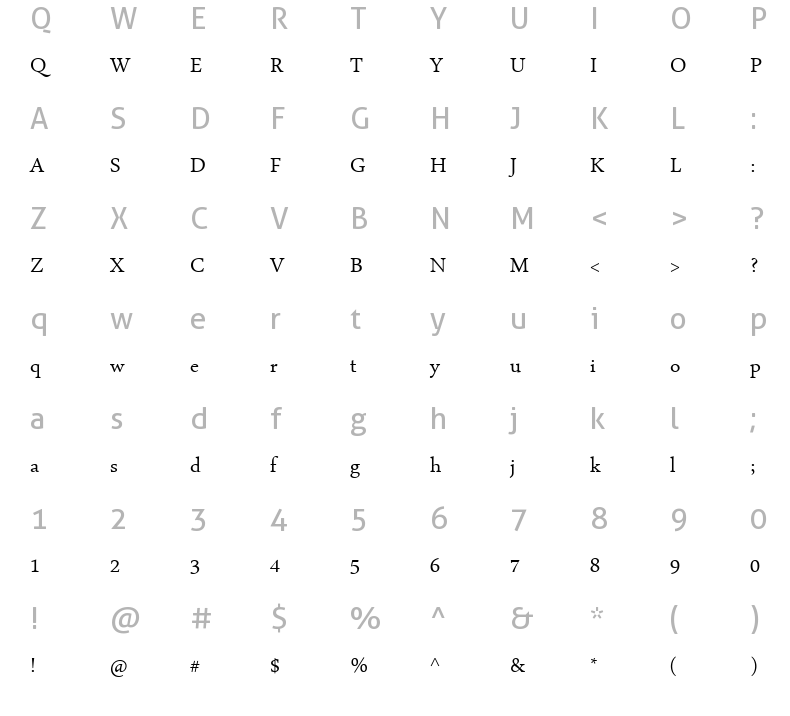 Q W E R T Y U I O P
Q W E R T Y U I O P
A S D F G H J K L :
A S D F G H J K L :
Z X C V B N M < > ?
Z X C V B N M < > ?
q w e r t y u i o p
q w e r t y u i o p
a s d f g h j k l ;
a s d f g h j k l ;
1 2 3 4 5 6 7 8 9 0
1 2 3 4 5 6 7 8 9 0
! @ # $ % ^ & * ( )
! @ # $ % ^ & * ( )